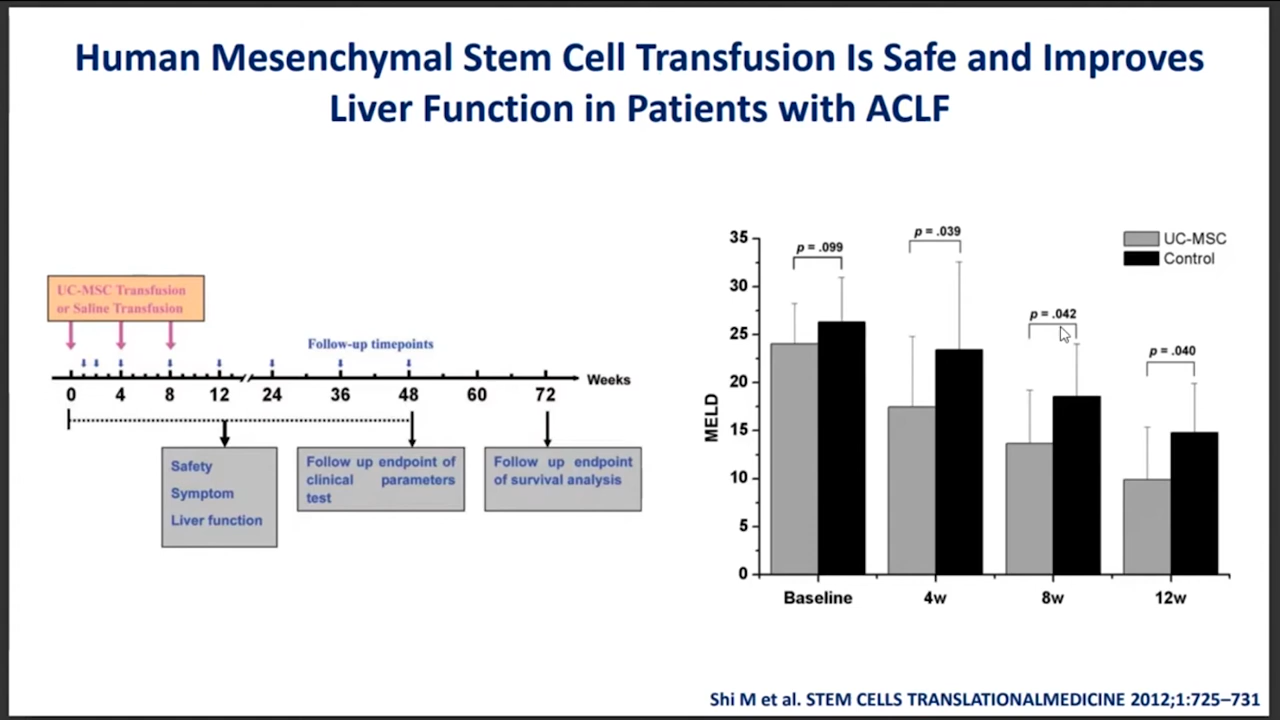 Human Mesenchymal Stem Cell Transfusion Is Safe and Improves
Liver Function in Patients with ACLF
UC-MSC Transfusion
or Saline Transfusion
Follow-up timepoints
0 4 8 12 24 36 48 60 72 Weeks
Safety
Symptom
Liver function
Follow up endpoint of
clinical parameters
test
Follow up endpoint
of survival analysis
UC-MSC
Control
MELD
35
30
25
20
15
10
5
0
p = .099
p = .039
p = .042
p = .040
Baseline 4w 8w 12w
Shi M et al. STEM CELLS TRANSLATIONALMEDICINE 2012;1:725–731